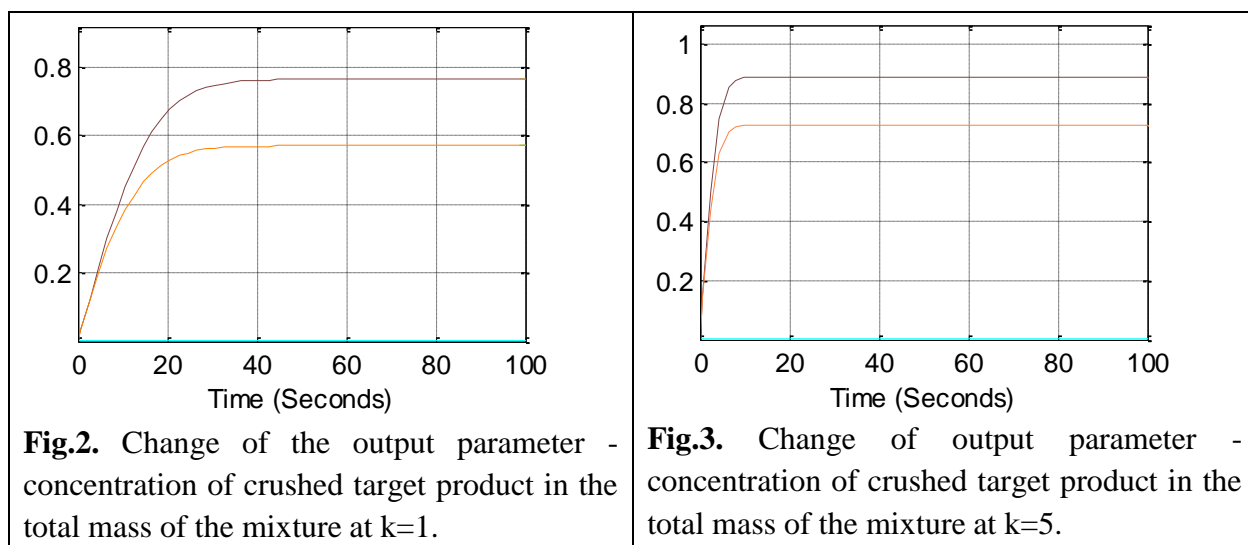 0.8
0.6
0.4
0.2
0 20 40 60 80 100
Time (Seconds)
Fig.2. Change of the output parameter -
concentration of crushed target product in the
total mass of the mixture at k=1.
1
0.8
0.6
0.4
0.2
0 20 40 60 80 100
Time (Seconds)
Fig.3. Change of output parameter -
concentration of crushed target product in the
total mass of the mixture at k=5.